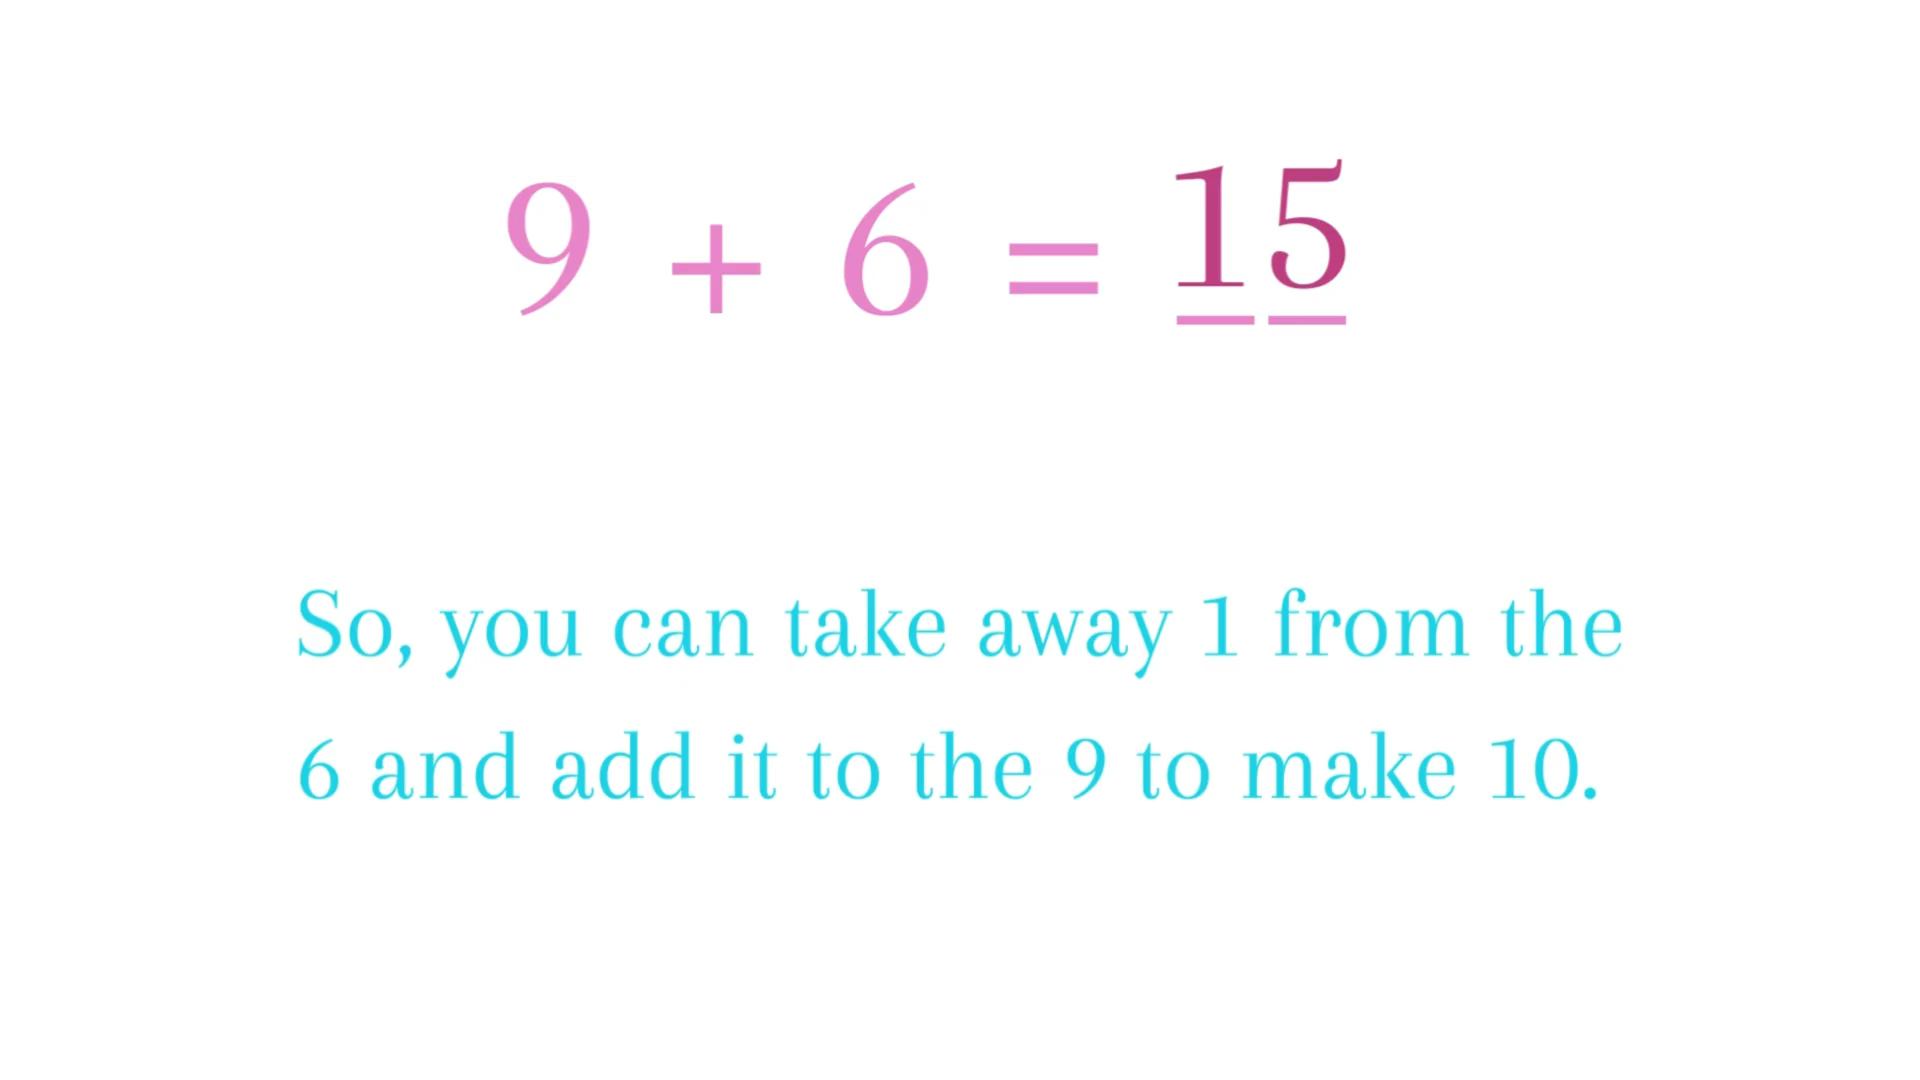 9 + 6 = 15
So, you can take away 1 from the
6 and add it to the 9 to make 10.